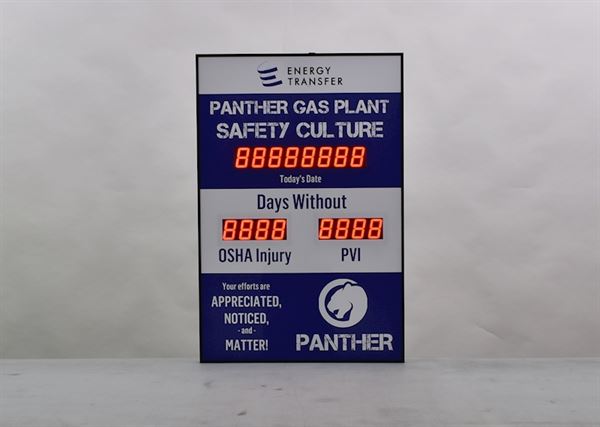 ENERGY
TRANSFER
PANTHER GAS PLANT
SAFETY CULTURE
88888888
Today's Date
Days Without
8888 8888
OSHA Injury PVI
Your efforts are
APPRECIATED,
NOTICED,
- and -
MATTER!
PANTHER